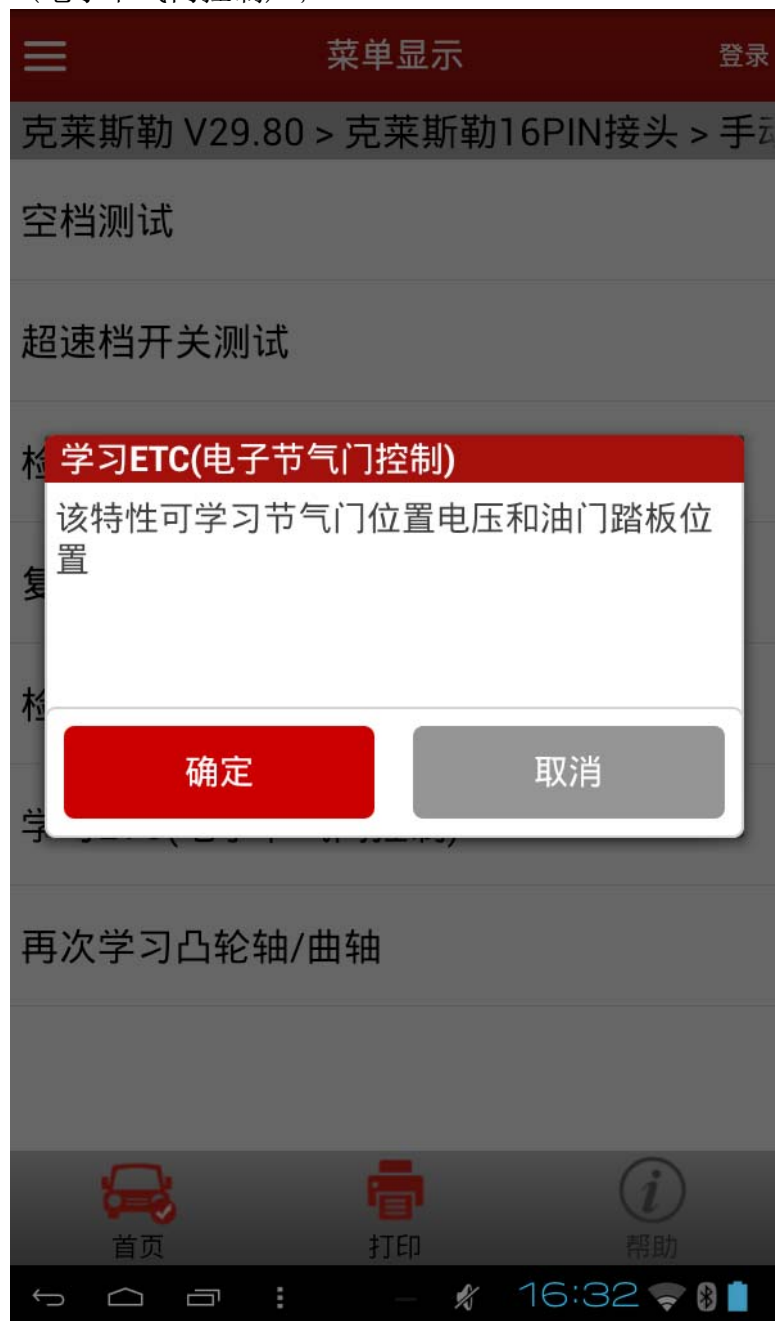 菜单显示
登录
克莱斯勒 V29.80 > 克莱斯勒16PIN接头 > 手动
空档测试
超速档开关测试
检
学习ETC(电子节气门控制)
该特性可学习节气门位置电压和油门踏板位
置
复
检
确定
取消
再次学习凸轮轴/曲轴
首页
打印
帮助
16:32